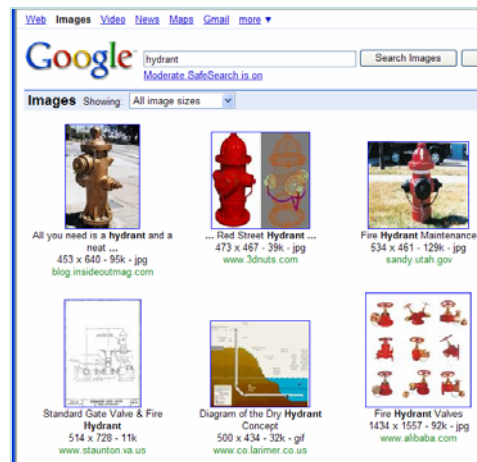 Web Images Video News Maps Gmail more ▼
Google
hydrant
Search Images
Moderate SafeSearch is on
Images Showing: All image sizes
All you need is a hydrant and a
neat ...
453 x 640 - 95k - jpg
blog.insideoutmag.com
... Red Street Hydrant ...
473 x 467 - 39k - jpg
www.3dnuts.com
Fire Hydrant Maintenance
534 x 461 - 129k - jpg
sandy.utah.gov
Standard Gate Valve & Fire
Hydrant
514 x 728 - 11k
www.staunton.va.us
Diagram of the Dry Hydrant
Concept
500 x 434 - 32k - gif
www.co.larimer.co.us
Fire Hydrant Valves
1434 x 1557 - 92k - jpg
www.alibaba.com